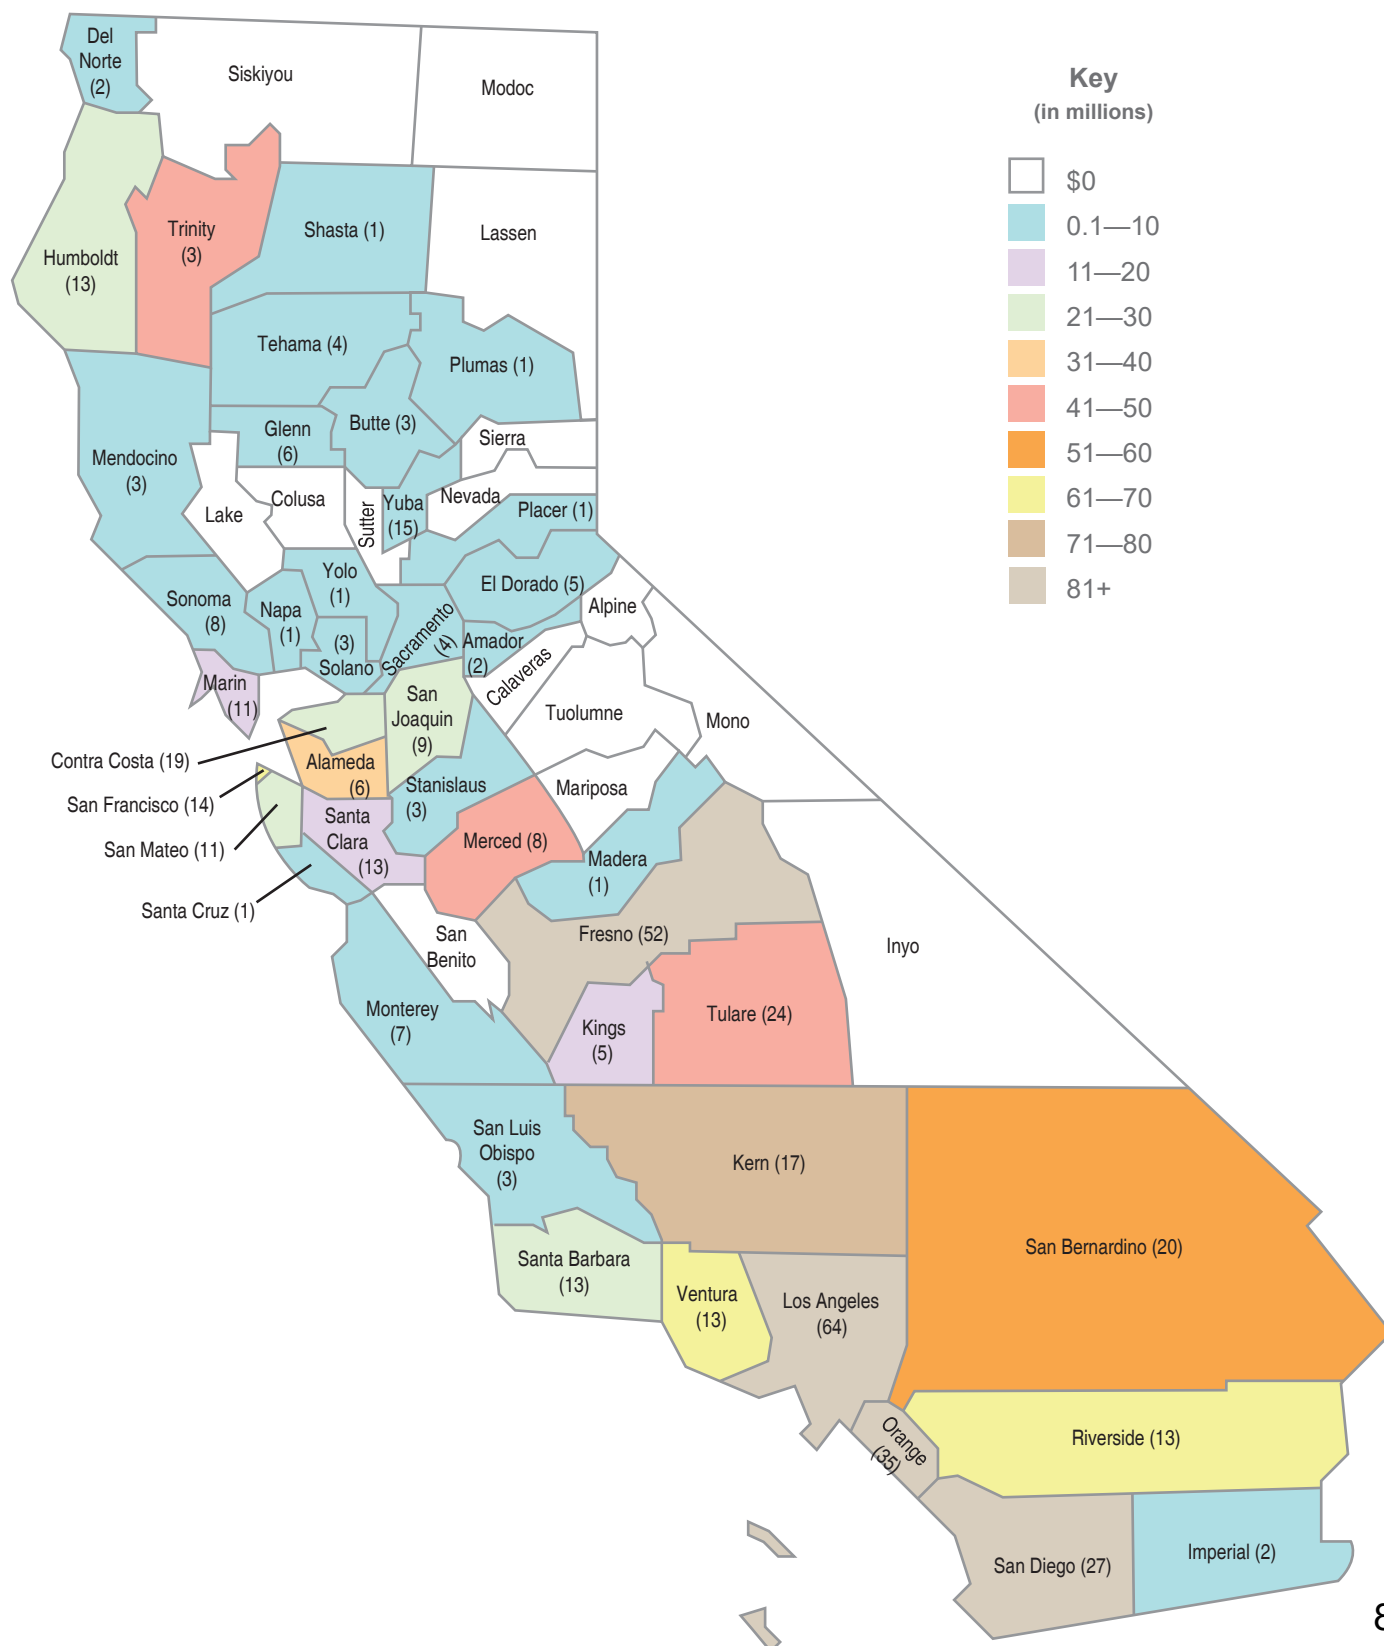 Del
Norte
(2)
Siskiyou
Modoc
Key
(in millions)
$0
0.1—10
11—20
21—30
31—40
41—50
51—60
61—70
71—80
81+
Humboldt
(13)
Trinity
(3)
Shasta (1)
Lassen
Tehama (4)
Plumas (1)
Mendocino
(3)
Glenn
(6)
Butte (3)
Sierra
Lake
Colusa
Sutter
Yuba
(15)
Nevada
Placer (1)
Sonoma
(8)
Napa
(1)
Yolo
(1)
(3)
Solano
Sacramento
(4)
El Dorado (5)
Amador
(2)
Alpine
Calaveras
Tuolumne
Mono
Marin
(11)
San
Joaquin
(9)
Contra Costa (19)
Alameda
(6)
Stanislaus
(3)
Mariposa
San Francisco (14)
San Mateo (11)
Santa
Clara
(13)
Merced (8)
Madera
(1)
Santa Cruz (1)
San
Benito
Fresno (52)
Inyo
Monterey
(7)
Kings
(5)
Tulare (24)
San Luis
Obispo
(3)
Kern (17)
San Bernardino (20)
Santa Barbara
(13)
Ventura
(13)
Los Angeles
(64)
Orange
(35)
Riverside (13)
San Diego (27)
Imperial (2)
8